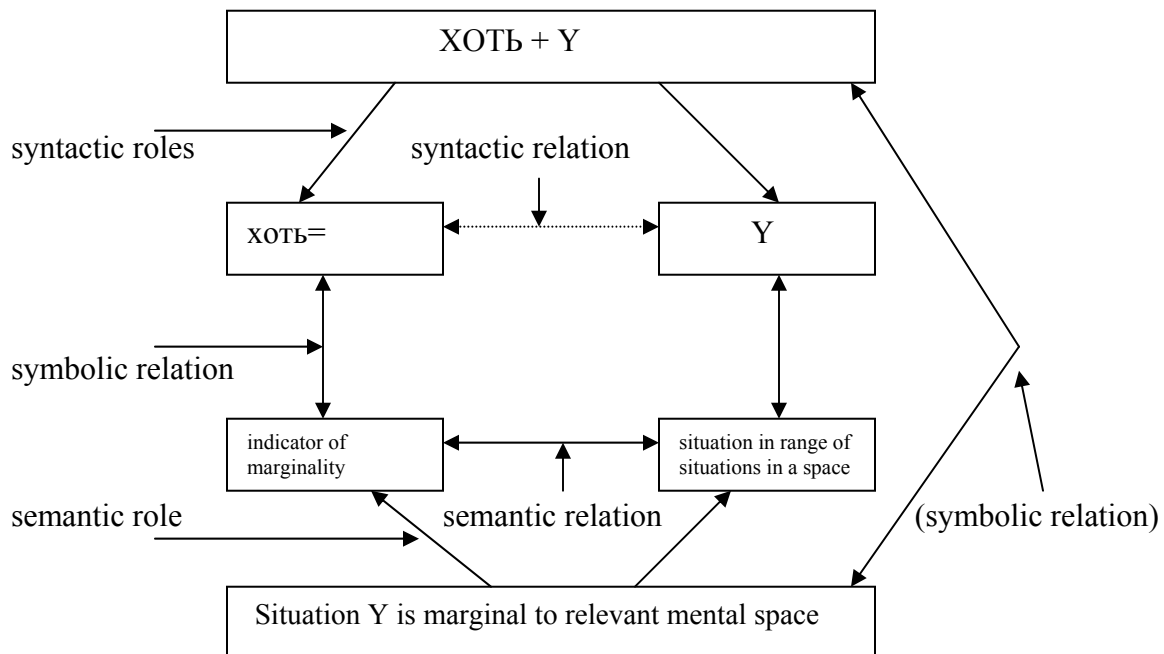 ХОТЬ + Y
syntactic roles
syntactic relation
хоть=
Y
symbolic relation
indicator of
marginality
situation in range of
situations in a space
semantic role
semantic relation
(symbolic relation)
Situation Y is marginal to relevant mental space